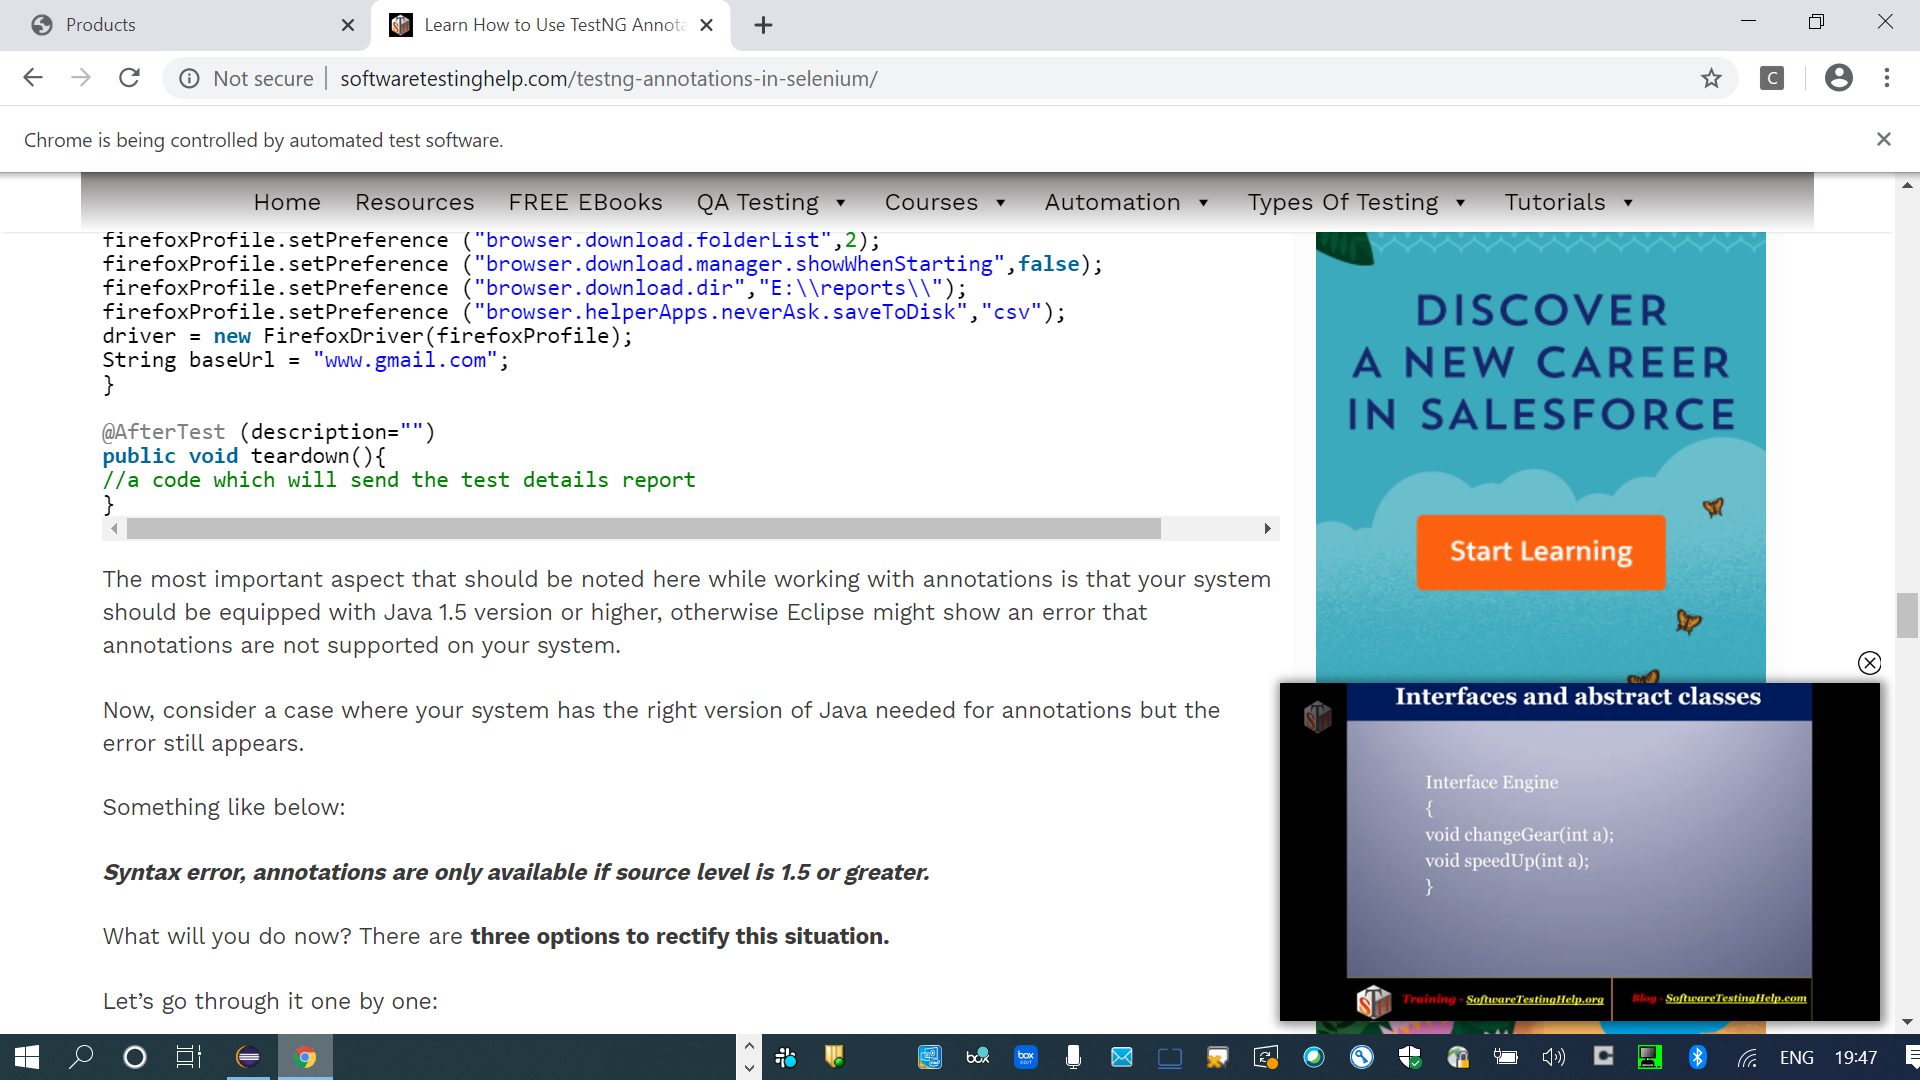 Products
Learn How to Use TestNG Annota
Not secure
softwaretestinghelp.com/testng-annotations-in-selenium/
C
Chrome is being controlled by automated test software.
Home Resources FREE EBooks QA Testing Courses Automation Types Of Testing Tutorials
firefoxProfile.setPreference ("browser.download.folderList",2);
firefoxProfile.setPreference ("browser.download.manager.showWhenStarting",false);
firefoxProfile.setPreference ("browser.download.dir","E:\\reports\\");
firefoxProfile.setPreference ("browser.helperApps.neverAsk.saveToDisk","csv");
driver = new FirefoxDriver(firefoxProfile);
String baseUrl = "www.gmail.com";
}
@AfterTest (description="")
public void teardown(){
//a code which will send the test details report
}
The most important aspect that should be noted here while working with annotations is that your system
should be equipped with Java 1.5 version or higher, otherwise Eclipse might show an error that
annotations are not supported on your system.
Now, consider a case where your system has the right version of Java needed for annotations but the
error still appears.
Something like below:
Syntax error, annotations are only available if source level is 1.5 or greater.
What will you do now? There are three options to rectify this situation.
Let’s go through it one by one:
DISCOVER
A NEW CAREER
IN SALESFORCE
Start Learning
Interfaces and abstract classes
Interface Engine
{
void changeGear(int a);
void speedUp(int a);
}
Training - SoftwareTestingHelp.org
Blog - SoftwareTestingHelp.com
box
box
EDIT
ENG
19:47